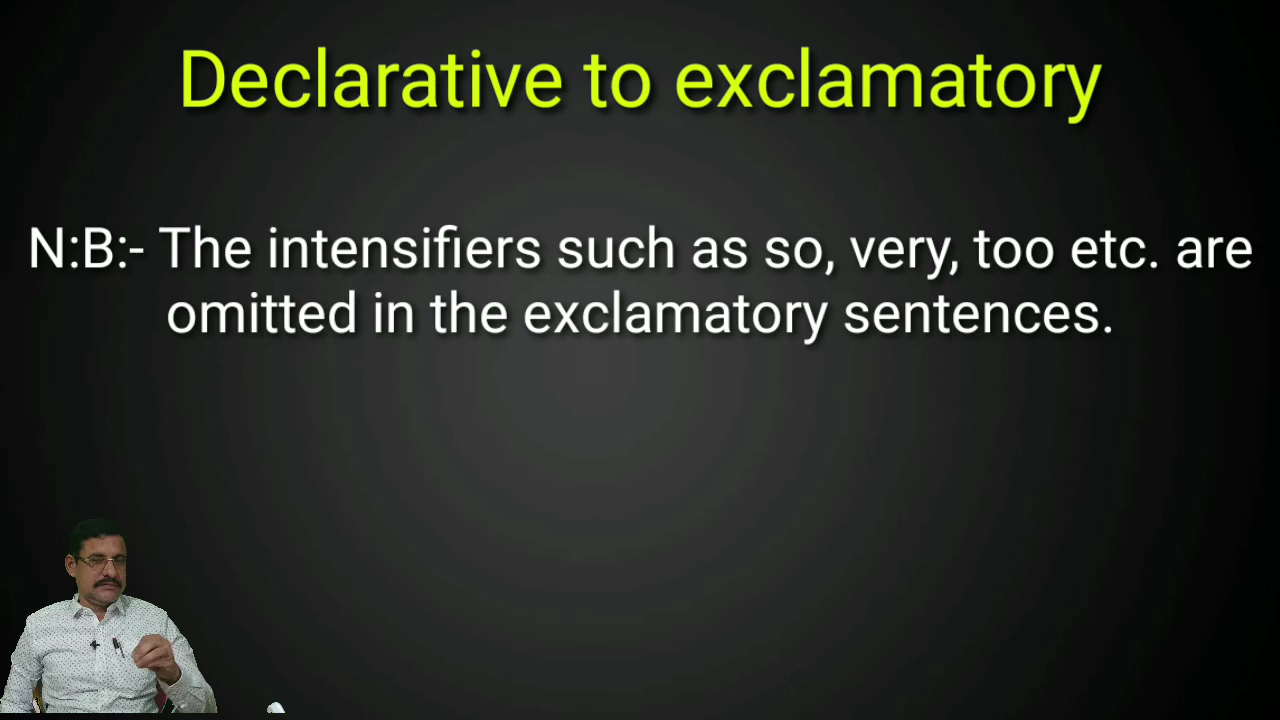 Declarative to exclamatory
N:B:- The intensifiers such as so, very, too etc. are
omitted in the exclamatory sentences.